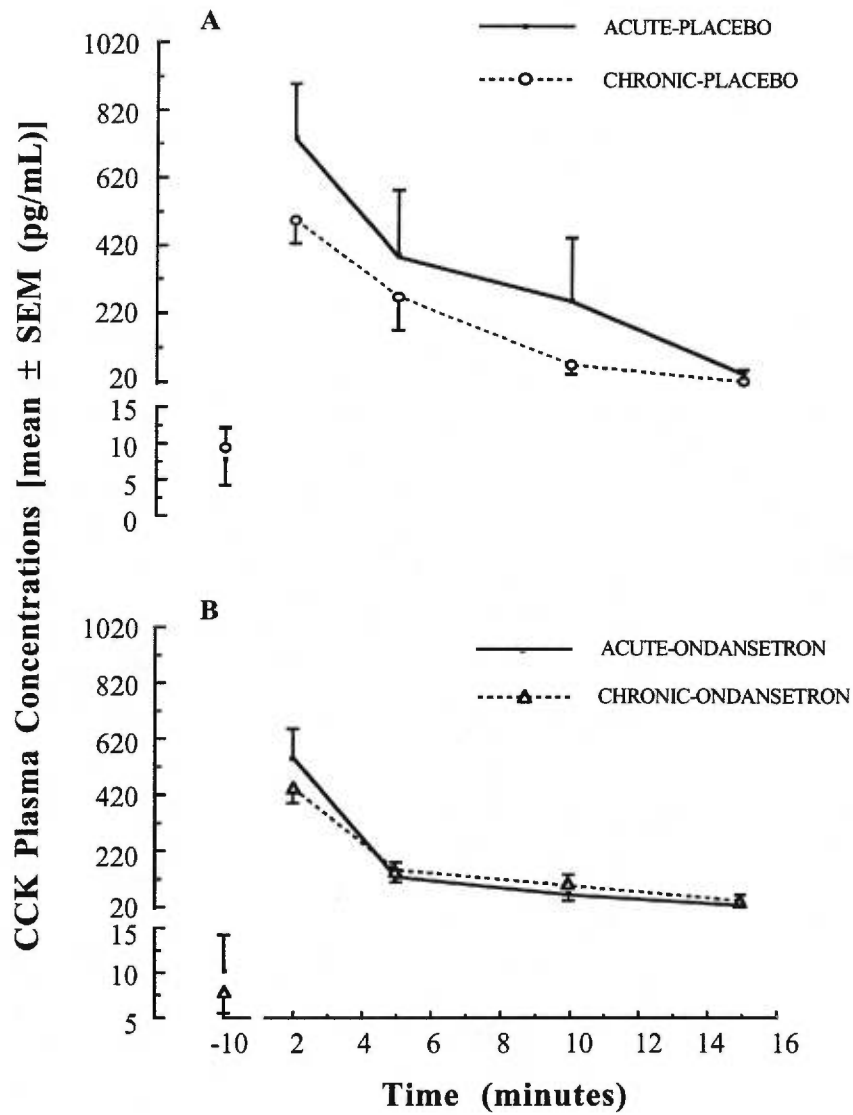 A
ACUTE-PLACEBO
CHRONIC-PLACEBO
1020
820
620
420
220
20
15
10
5
0
CCK Plasma Concentrations [mean ± SEM (pg/mL)]
B
ACUTE-ONDANSETRON
CHRONIC-ONDANSETRON
1020
820
620
420
220
20
15
10
5
-10 2 4 6 8 10 12 14 16
Time (minutes)